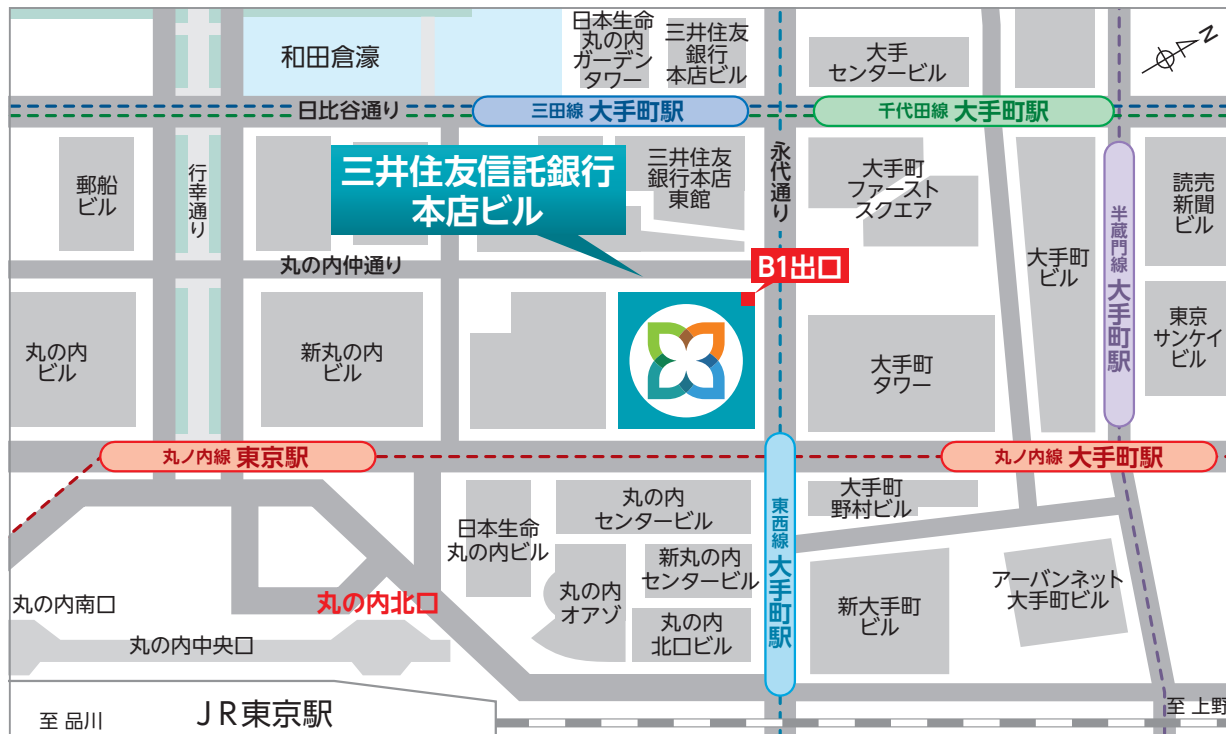 日本生命
丸の内
ガーデン
タワー
三井住友
銀行
本店ビル
大手
センタービル
N
和田倉濠
日比谷通り
三田線 大手町駅
千代田線 大手町駅
郵船
ビル
行幸通り
三井住友信託銀行
本店ビル
三井住友
銀行本店
東館
永代通り
大手町
ファースト
スクエア
大手町
ビル
半蔵門線 大手町駅
読売
新聞
ビル
丸の内仲通り
B1出口
丸の内
ビル
新丸の内
ビル
大手町
タワー
東京
サンケイ
ビル
丸ノ内線 東京駅
丸ノ内線 大手町駅
日本生命
丸の内ビル
丸の内
センタービル
東西線 大手町駅
大手町
野村ビル
丸の内
オアゾ
新丸の内
センタービル
丸の内
北口ビル
新大手町
ビル
アーバンネット
大手町ビル
丸の内南口
丸の内北口
丸の内中央口
至 品川
JR東京駅
至 上野